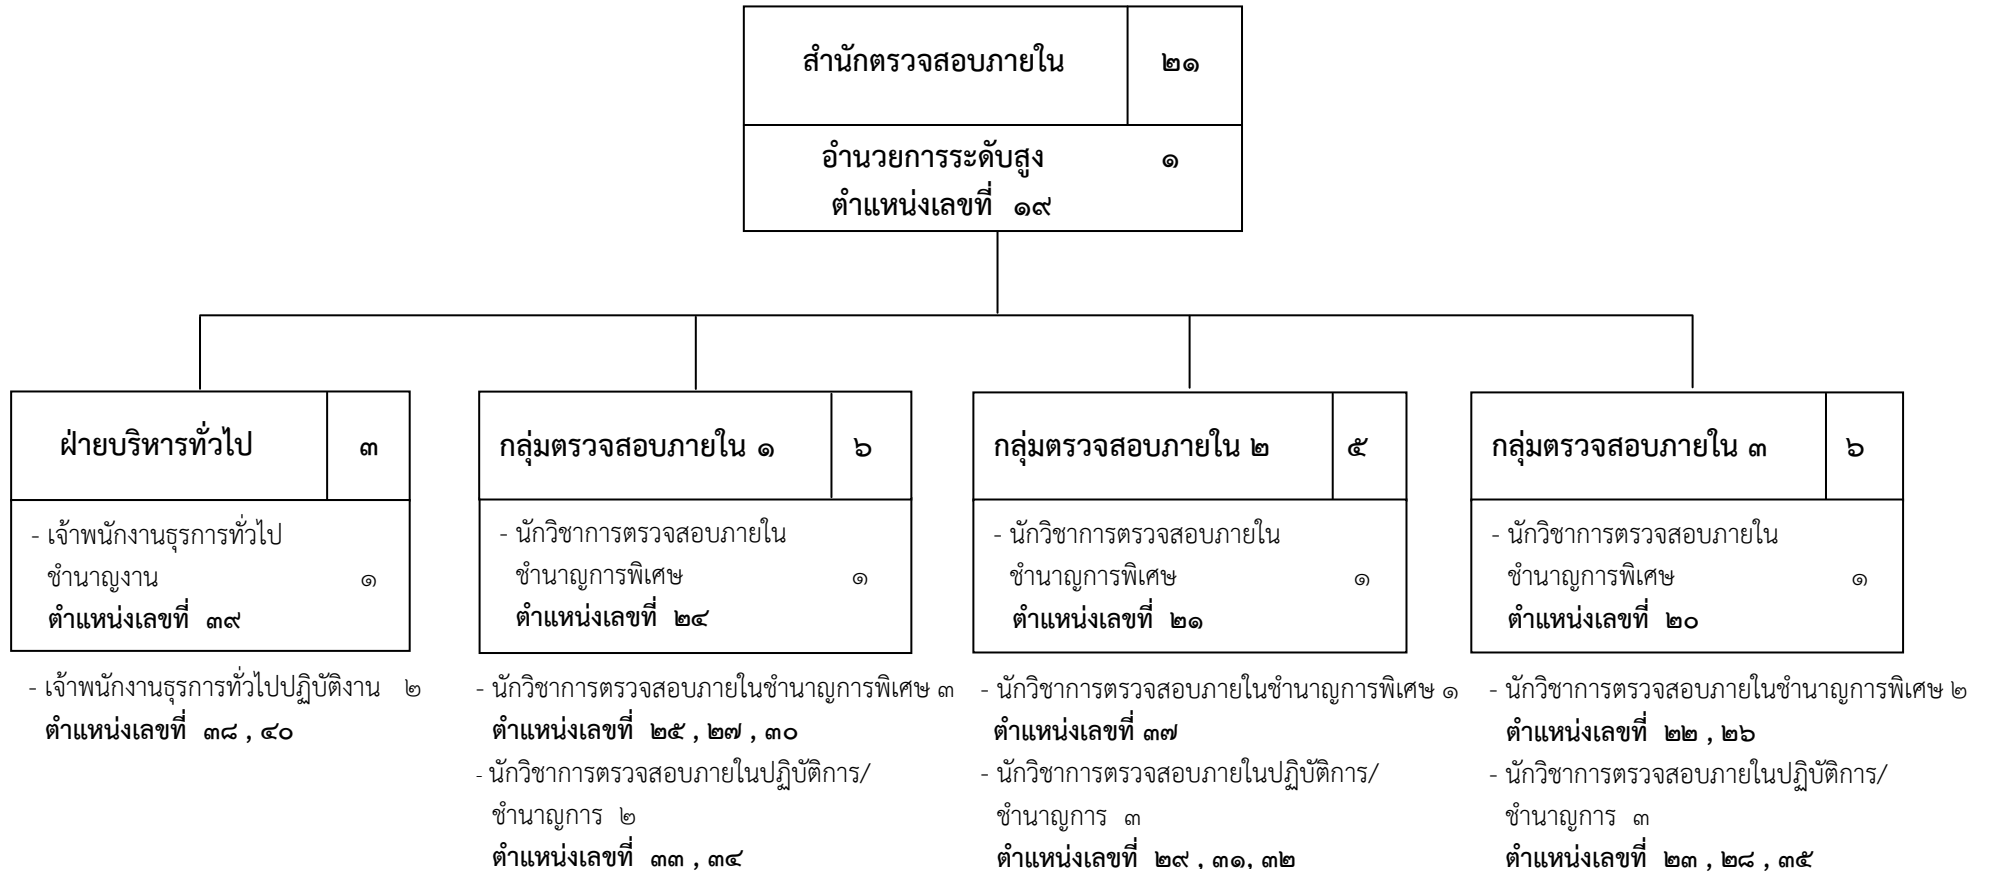 สำนักตรวจสอบภายใน ๒๑
อำนวยการระดับสูง ๑
ตำแหน่งเลขที่ ๑๙
ฝ่ายบริหารทั่วไป ๓
- เจ้าพนักงานธุรการทั่วไป
ชำนาญงาน ๑
ตำแหน่งเลขที่ ๓๙
- เจ้าพนักงานธุรการทั่วไปปฏิบัติงาน ๒
ตำแหน่งเลขที่ ๓๘ , ๔๐
กลุ่มตรวจสอบภายใน ๑ ๖
- นักวิชาการตรวจสอบภายใน
ชำนาญการพิเศษ ๑
ตำแหน่งเลขที่ ๒๔
- นักวิชาการตรวจสอบภายในชำนาญการพิเศษ ๓
ตำแหน่งเลขที่ ๒๕ , ๒๗ , ๓๐
- นักวิชาการตรวจสอบภายในปฏิบัติการ/
ชำนาญการ ๒
ตำแหน่งเลขที่ ๓๓ , ๓๔
กลุ่มตรวจสอบภายใน ๒ ๕
- นักวิชาการตรวจสอบภายใน
ชำนาญการพิเศษ ๑
ตำแหน่งเลขที่ ๒๑
- นักวิชาการตรวจสอบภายในชำนาญการพิเศษ ๑
ตำแหน่งเลขที่ ๓๗
- นักวิชาการตรวจสอบภายในปฏิบัติการ/
ชำนาญการ ๓
ตำแหน่งเลขที่ ๒๙ , ๓๑, ๓๒
กลุ่มตรวจสอบภายใน ๓ ๖
- นักวิชาการตรวจสอบภายใน
ชำนาญการพิเศษ ๑
ตำแหน่งเลขที่ ๒๐
- นักวิชาการตรวจสอบภายในชำนาญการพิเศษ ๒
ตำแหน่งเลขที่ ๒๒ , ๒๖
- นักวิชาการตรวจสอบภายในปฏิบัติการ/
ชำนาญการ ๓
ตำแหน่งเลขที่ ๒๓ , ๒๘ , ๓๕